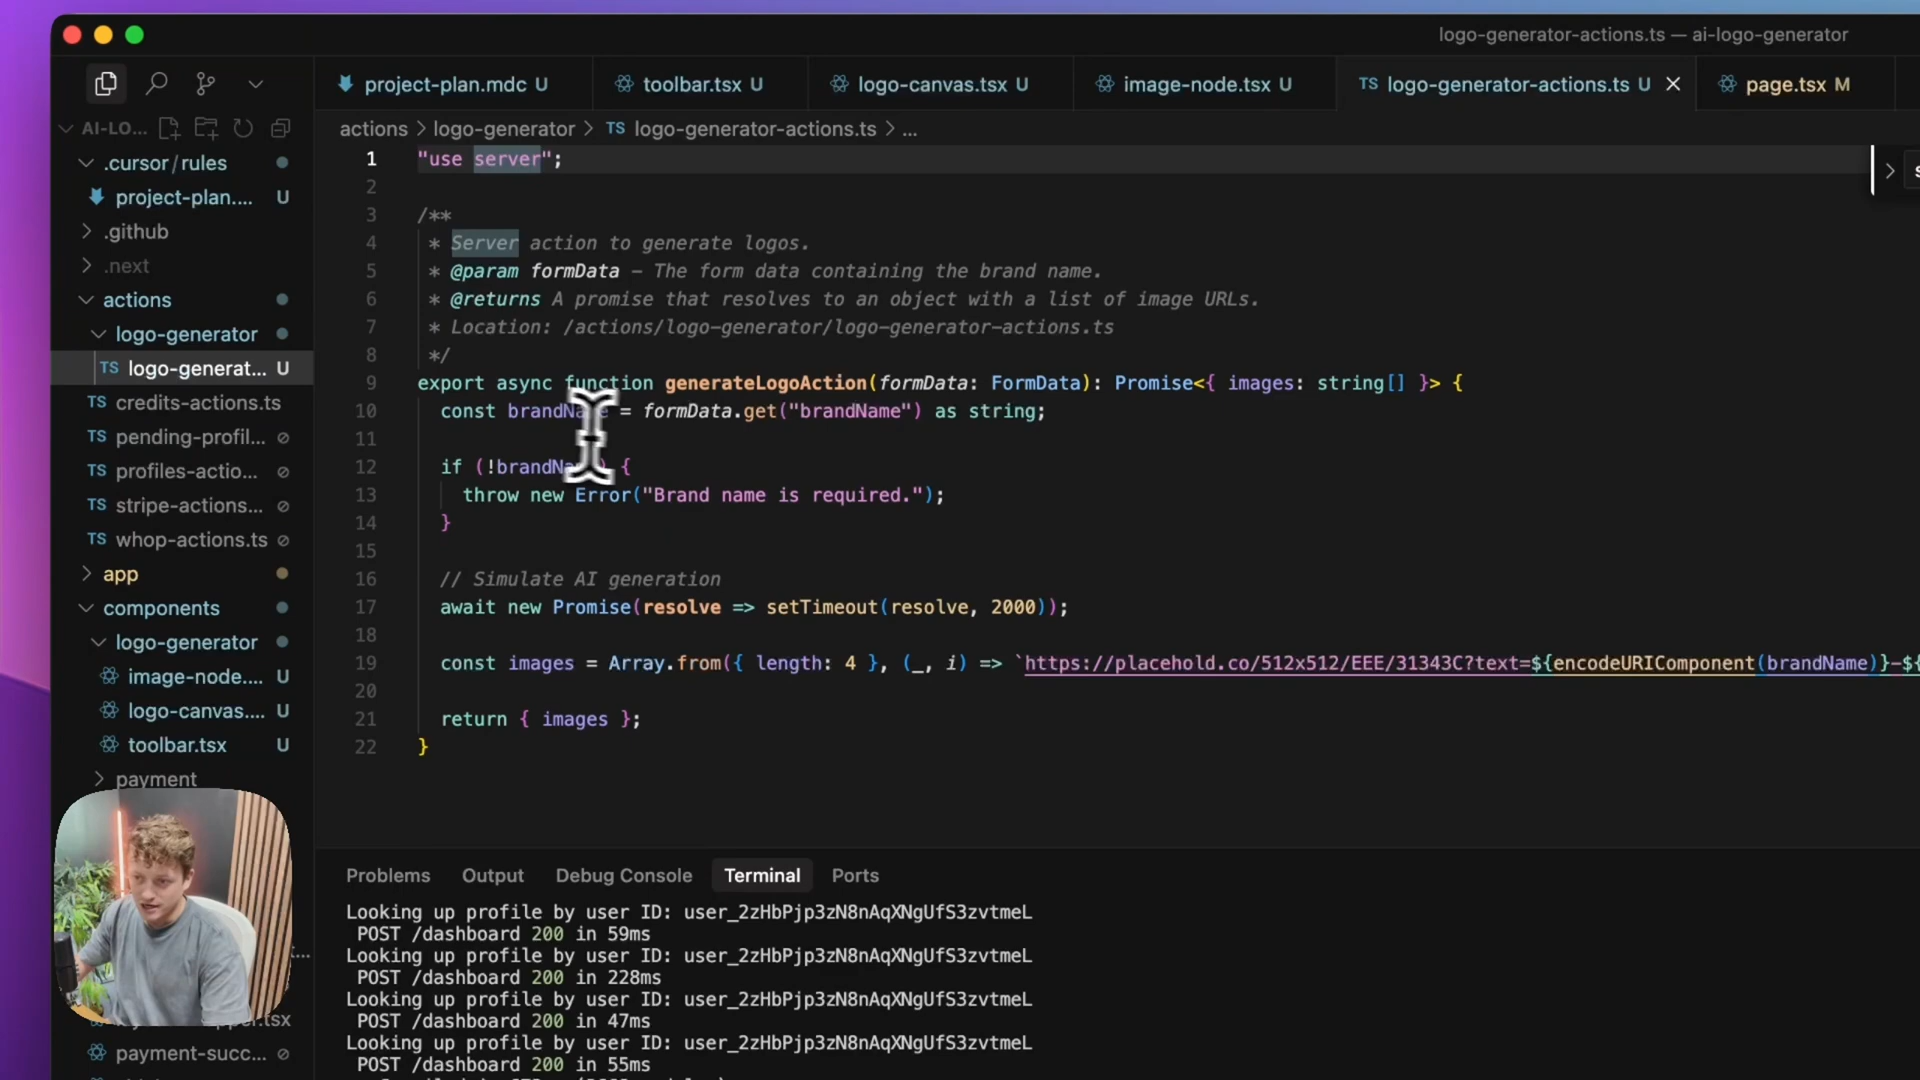 logo-generator-actions.ts — ai-logo-generator
project-plan.mdc U
toolbar.tsx U
logo-canvas.tsx U
image-node.tsx U
TS logo-generator-actions.ts U
page.tsx M
AI-LO...
actions > logo-generator > TS logo-generator-actions.ts > ...
.cursor/rules
project-plan.... U
.github
.next
actions
logo-generator
TS logo-generat... U
TS credits-actions.ts
TS pending-profil...
TS profiles-actio...
TS stripe-actions...
TS whop-actions.ts
app
components
logo-generator
image-node.... U
logo-canvas.... U
toolbar.tsx U
payment
payment-succ...
1 "use server";
2
3 /**
4 * Server action to generate logos.
5 * @param formData – The form data containing the brand name.
6 * @returns A promise that resolves to an object with a list of image URLs.
7 * Location: /actions/logo-generator/logo-generator-actions.ts
8 */
9 export async function generateLogoAction(formData: FormData): Promise<{ images: string[] }> {
10 const brandName = formData.get("brandName") as string;
11
12 if (!brandName) {
13 throw new Error("Brand name is required.");
14 }
15
16 // Simulate AI generation
17 await new Promise(resolve => setTimeout(resolve, 2000));
18
19 const images = Array.from({ length: 4 }, (_, i) => `https://placehold.co/512x512/EEE/31343C?text=${encodeURIComponent(brandName)}-${
20
21 return { images };
22 }
Problems
Output
Debug Console
Terminal
Ports
Looking up profile by user ID: user_2zHbPjp3zN8nAqXNgUfS3zvtmeL
POST /dashboard 200 in 59ms
Looking up profile by user ID: user_2zHbPjp3zN8nAqXNgUfS3zvtmeL
POST /dashboard 200 in 228ms
Looking up profile by user ID: user_2zHbPjp3zN8nAqXNgUfS3zvtmeL
POST /dashboard 200 in 47ms
Looking up profile by user ID: user_2zHbPjp3zN8nAqXNgUfS3zvtmeL
POST /dashboard 200 in 55ms